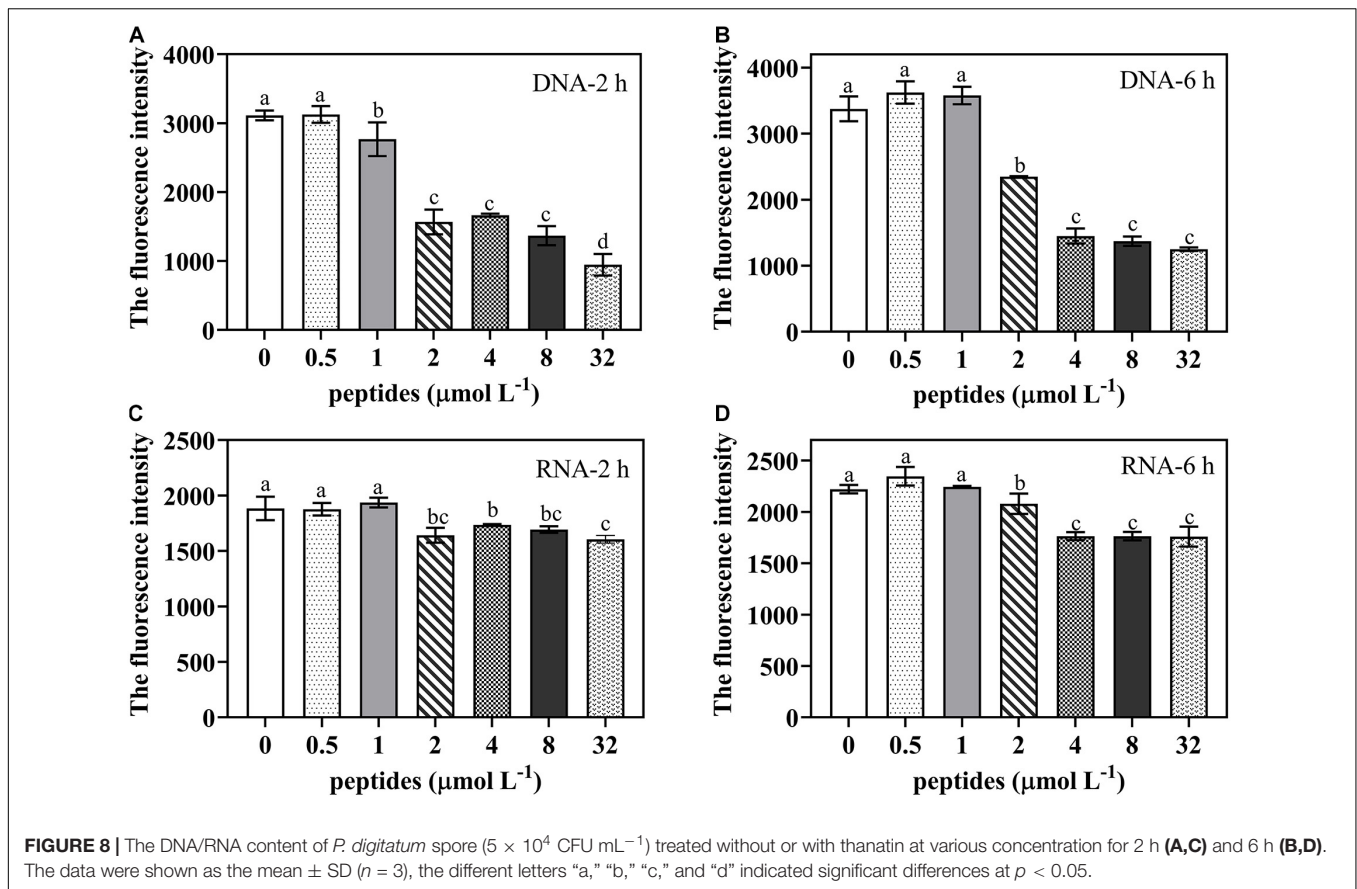 A
The fluorescence intensity
4000
3000
2000
1000
0
DNA-2 h
a a b c c c d
0 0.5 1 2 4 8 32
peptides (μmol L⁻¹)
B
The fluorescence intensity
4000
3000
2000
1000
0
DNA-6 h
a a a b c c c
0 0.5 1 2 4 8 32
peptides (μmol L⁻¹)
C
The fluorescence intensity
2500
2000
1500
1000
500
0
RNA-2 h
a a a bc b bc c
0 0.5 1 2 4 8 32
peptides (μmol L⁻¹)
D
The fluorescence intensity
2500
2000
1500
1000
500
0
RNA-6 h
a a a b c c c
0 0.5 1 2 4 8 32
peptides (μmol L⁻¹)
FIGURE 8 | The DNA/RNA content of P. digitatum spore (5 × 10⁴ CFU mL⁻¹) treated without or with thanatin at various concentration for 2 h (A,C) and 6 h (B,D).
The data were shown as the mean ± SD (n = 3), the different letters “a,” “b,” “c,” and “d” indicated significant differences at p < 0.05.